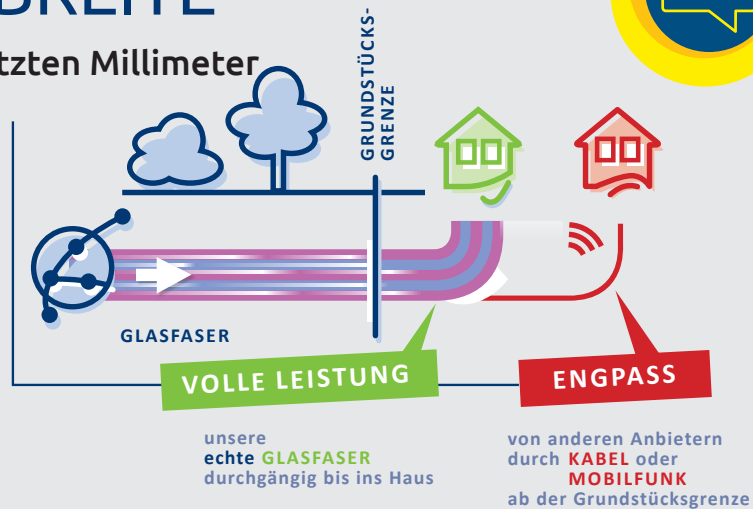 BREITE
tzten Millimeter
GRUNDSTÜCKS-
GRENZE
GLASFASER
VOLLE LEISTUNG
ENGPASS
unsere
echte GLASFASER
durchgängig bis ins Haus
von anderen Anbietern
durch KABEL oder
MOBILFUNK
ab der Grundstücksgrenze